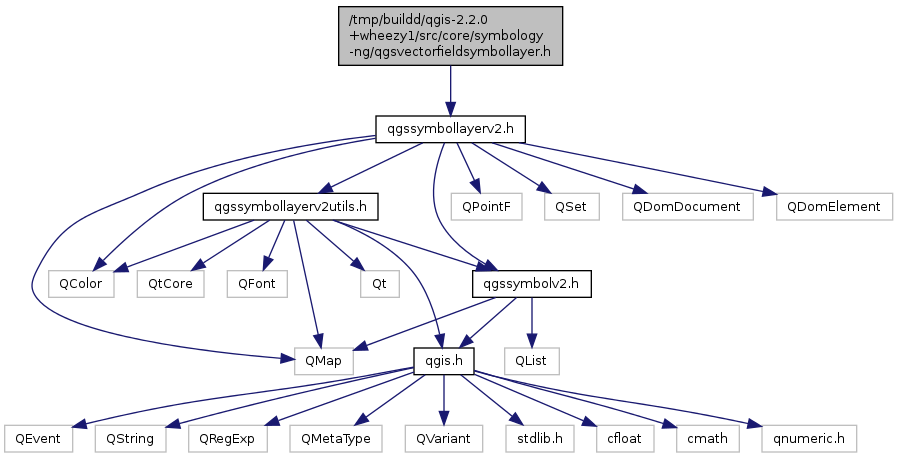 /tmp/buildd/qgis-2.2.0
+wheezy1/src/core/symbology
-ng/qgsvectorfieldsymbollayer.h
qgssymbollayerv2.h
qgssymbollayerv2utils.h
QPointF
QSet
QDomDocument
QDomElement
QColor
QtCore
QFont
Qt
qgssymbolv2.h
QMap
qgis.h
QList
QEvent
QString
QRegExp
QMetaType
QVariant
stdlib.h
cfloat
cmath
qnumeric.h